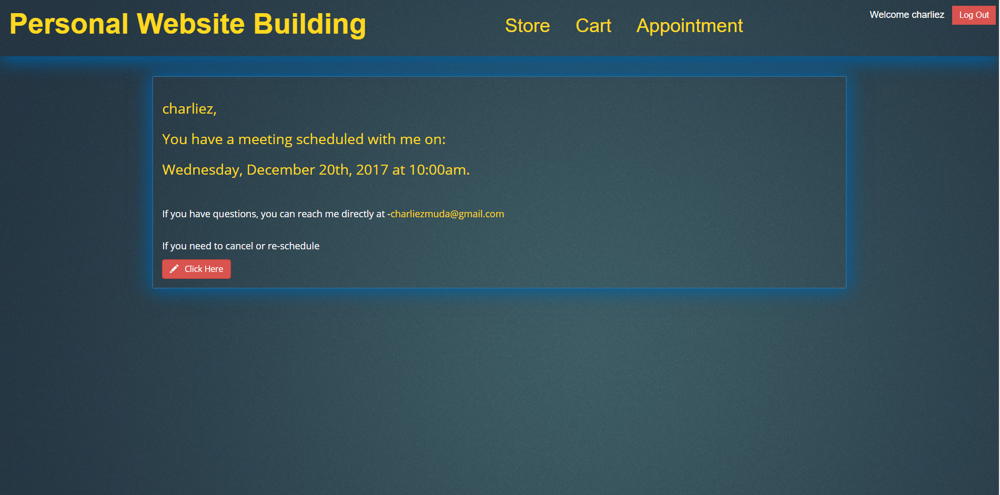 Personal Website Building
Store Cart Appointment
Welcome charliez Log Out
charliez,
You have a meeting scheduled with me on:
Wednesday, December 20th, 2017 at 10:00am.
If you have questions, you can reach me directly at -charliezmuda@gmail.com
If you need to cancel or re-schedule
Click Here